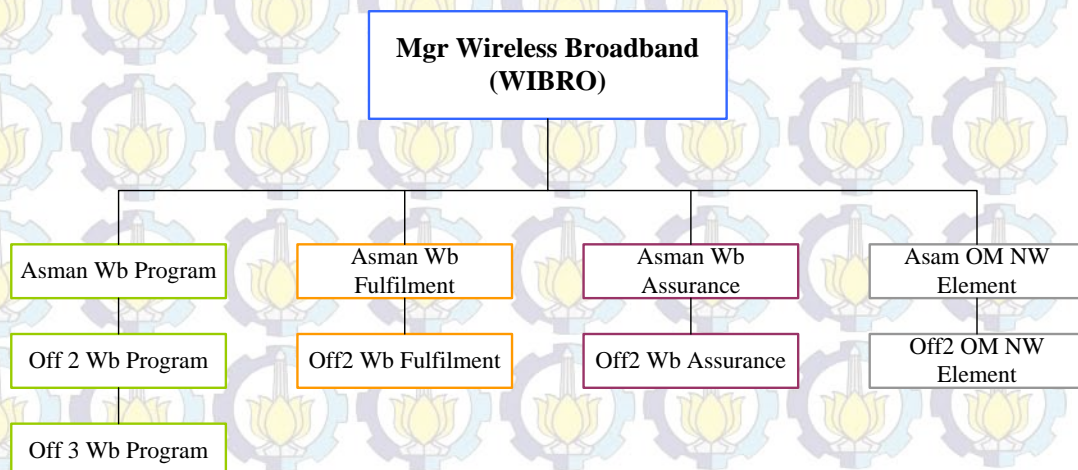 Mgr Wireless Broadband
(WIBRO)
Asman Wb Program
Asman Wb
Fulfilment
Asman Wb
Assurance
Asam OM NW
Element
Off 2 Wb Program
Off2 Wb Fulfilment
Off2 Wb Assurance
Off2 OM NW
Element
Off 3 Wb Program